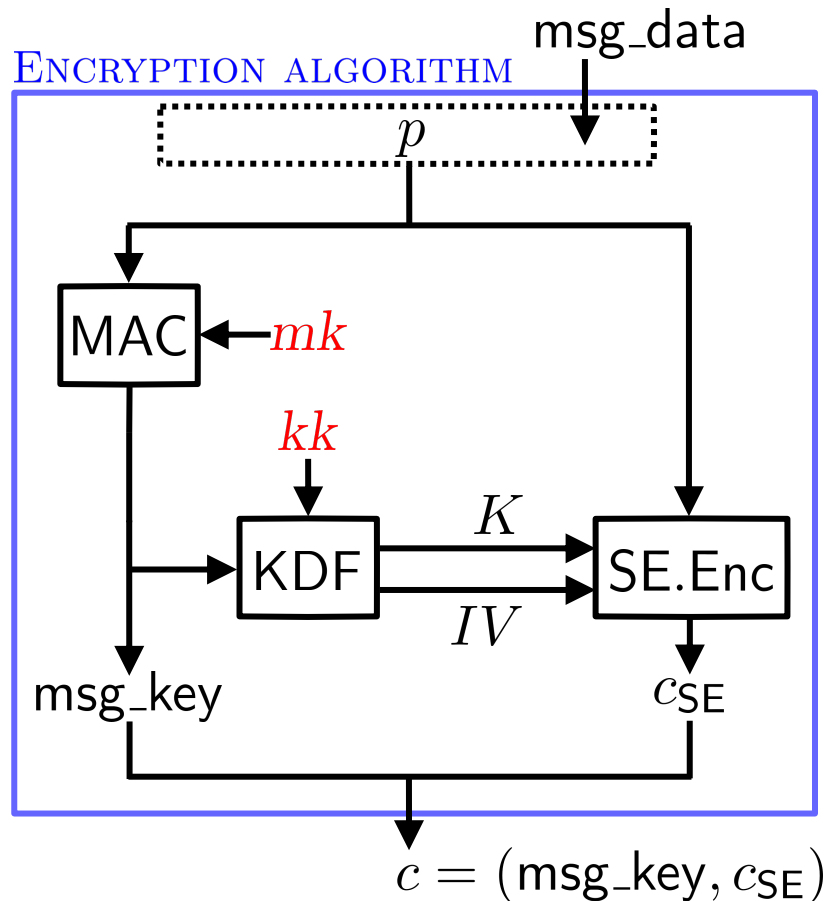 msg_data
ENCRYPTION ALGORITHM
p
MAC
mk
kk
K
KDF
SE.Enc
IV
msg_key
c_SE
c = (msg_key, c_SE)